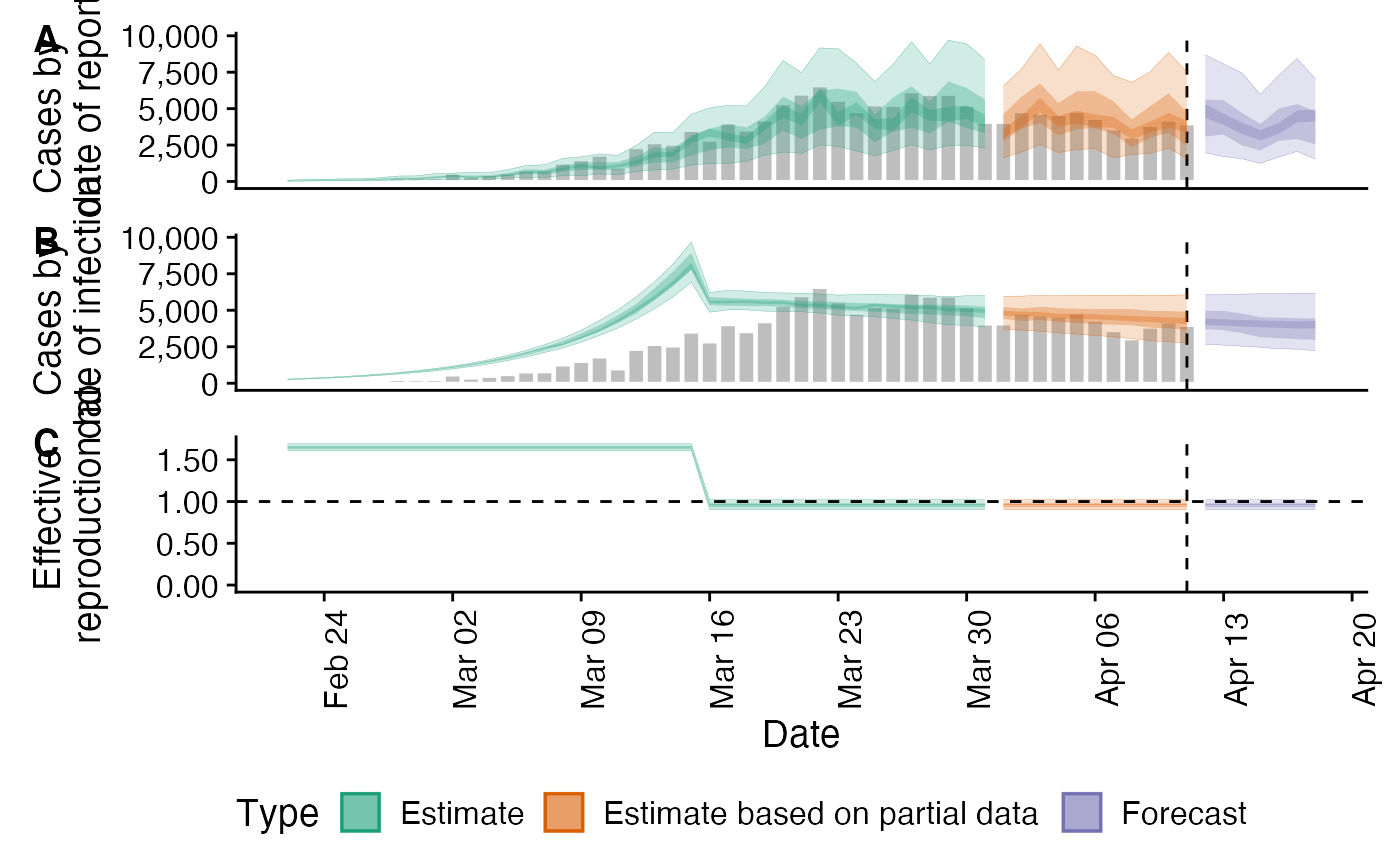 A
Cases by
date of report
10,000
7,500
5,000
2,500
0
B
Cases by
date of infection
10,000
7,500
5,000
2,500
0
C
Effective
reproduction no.
1.50
1.00
0.50
0.00
Feb 24
Mar 02
Mar 09
Mar 16
Mar 23
Mar 30
Apr 06
Apr 13
Apr 20
Date
Type
Estimate
Estimate based on partial data
Forecast